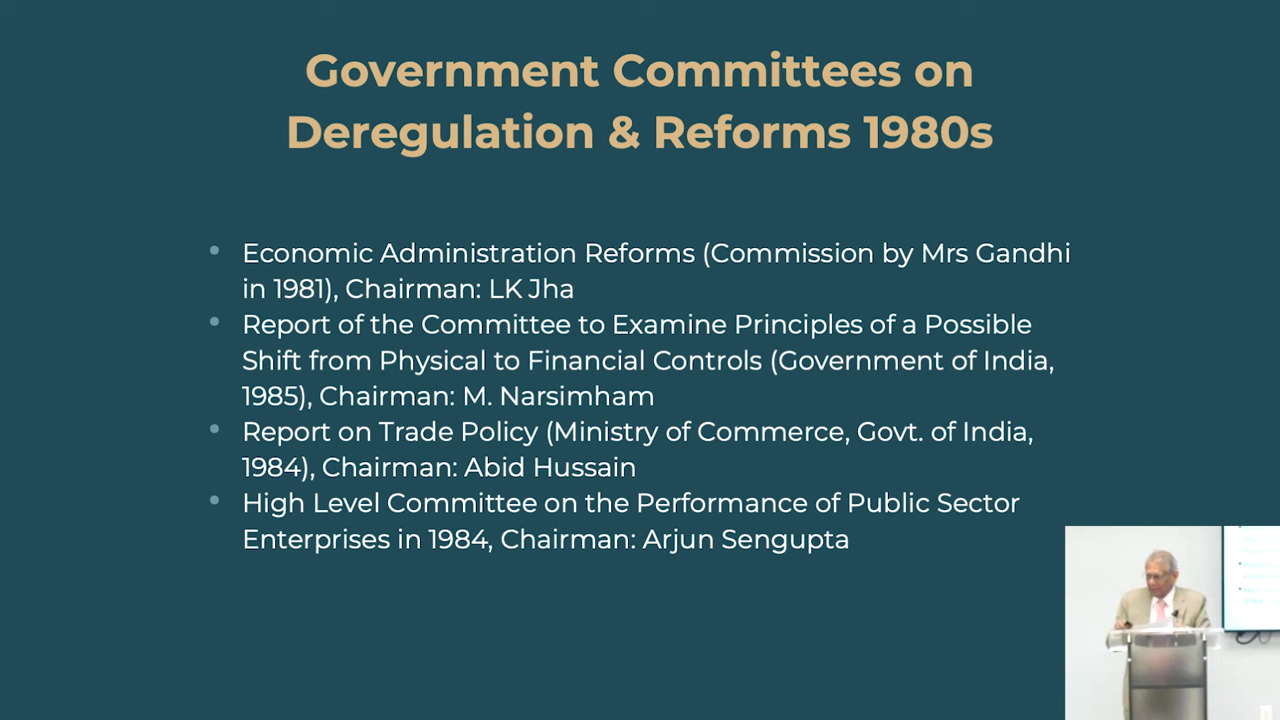 Government Committees on
Deregulation & Reforms 1980s
• Economic Administration Reforms (Commission by Mrs Gandhi
in 1981), Chairman: LK Jha
• Report of the Committee to Examine Principles of a Possible
Shift from Physical to Financial Controls (Government of India,
1985), Chairman: M. Narsimham
• Report on Trade Policy (Ministry of Commerce, Govt. of India,
1984), Chairman: Abid Hussain
• High Level Committee on the Performance of Public Sector
Enterprises in 1984, Chairman: Arjun Sengupta